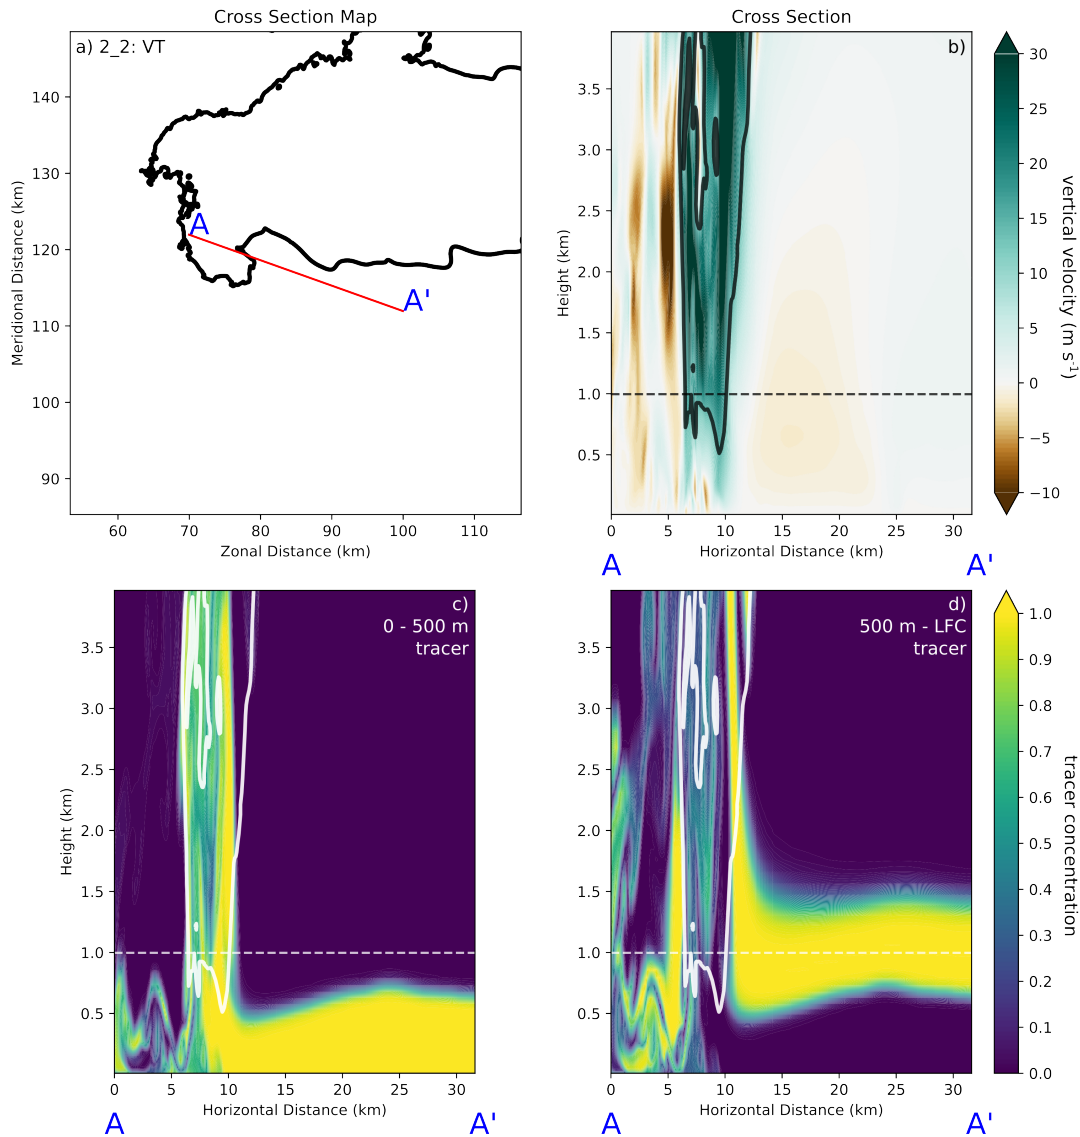 Cross Section Map
a) 2_2: VT
A
A'
140
130
120
110
100
90
Meridional Distance (km)
60
70
80
90
100
110
Zonal Distance (km)
Cross Section
b)
3.5
3.0
2.5
2.0
1.5
1.0
0.5
Height (km)
0
5
10
15
20
25
30
Horizontal Distance (km)
A
A'
30
25
20
15
10
5
0
−5
−10
vertical velocity (m s-1)
c)
0 - 500 m
tracer
3.5
3.0
2.5
2.0
1.5
1.0
0.5
Height (km)
0
5
10
15
20
25
30
Horizontal Distance (km)
A
A'
d)
500 m - LFC
tracer
3.5
3.0
2.5
2.0
1.5
1.0
0.5
0
5
10
15
20
25
30
Horizontal Distance (km)
A
A'
1.0
0.9
0.8
0.7
0.6
0.5
0.4
0.3
0.2
0.1
0.0
tracer concentration